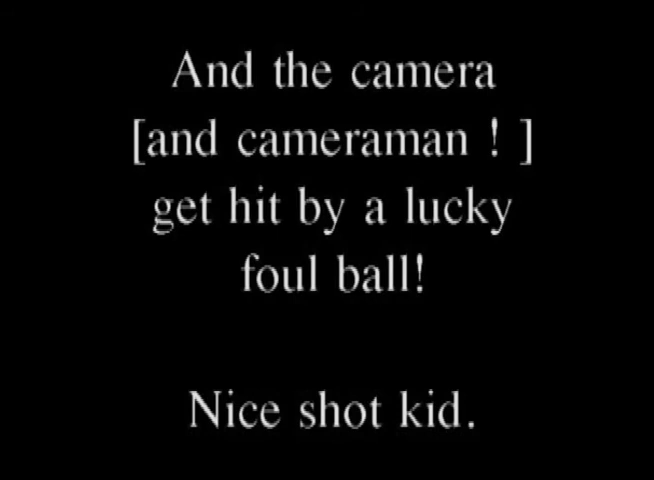 And the camera
[and cameraman ! ]
get hit by a lucky
foul ball!
Nice shot kid.